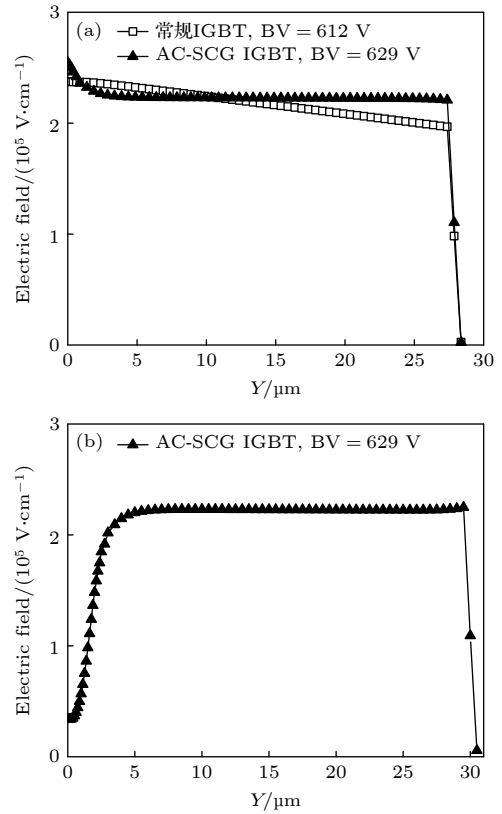 (a)
常规IGBT, BV = 612 V
AC-SCG IGBT, BV = 629 V
Electric field/(10⁵ V·cm⁻¹)
3
2
1
0
0 5 10 15 20 25 30
Y/µm
(b)
AC-SCG IGBT, BV = 629 V
Electric field/(10⁵ V·cm⁻¹)
3
2
1
0
0 5 10 15 20 25 30
Y/µm